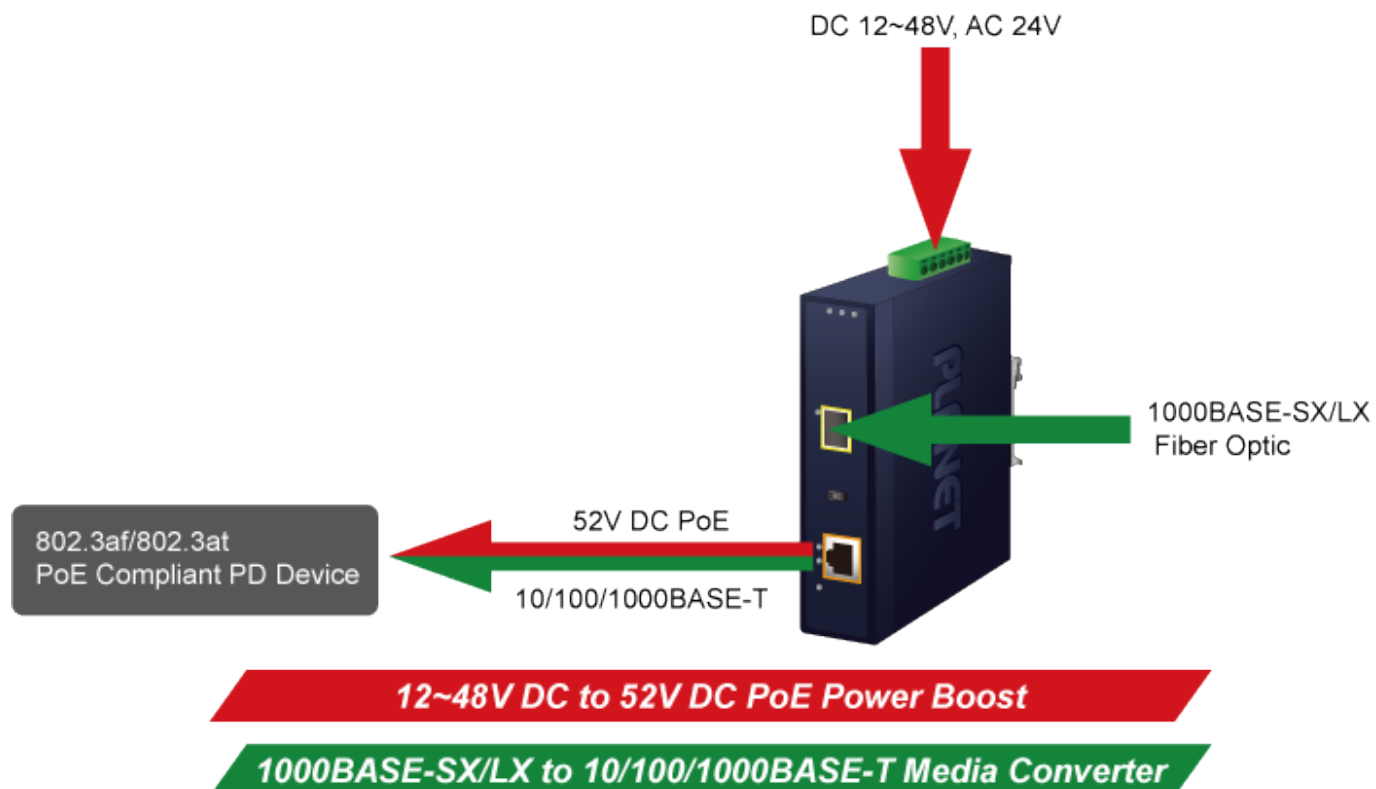 DC 12~48V, AC 24V
PLANET
1000BASE-SX/LX
Fiber Optic
52V DC PoE
802.3af/802.3at
PoE Compliant PD Device
10/100/1000BASE-T
12~48V DC to 52V DC PoE Power Boost
1000BASE-SX/LX to 10/100/1000BASE-T Media Converter